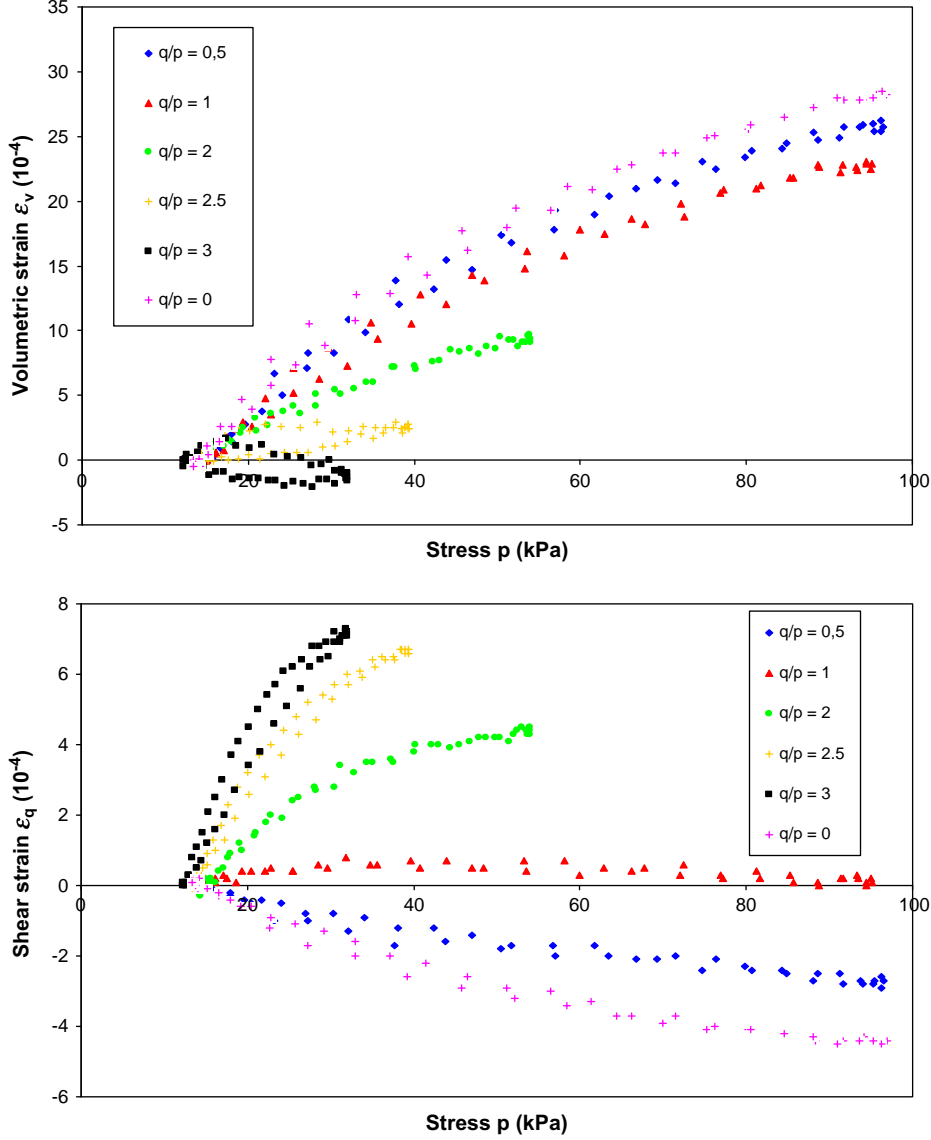 35
30
25
20
15
10
5
0
-5
Volumetric strain εv (10-4)
q/p = 0,5
q/p = 1
q/p = 2
q/p = 2.5
q/p = 3
q/p = 0
0 20 40 60 80 100
Stress p (kPa)
8
6
4
2
0
-2
-4
-6
Shear strain εq (10-4)
q/p = 0,5
q/p = 1
q/p = 2
q/p = 2.5
q/p = 3
q/p = 0
0 20 40 60 80 100
Stress p (kPa)